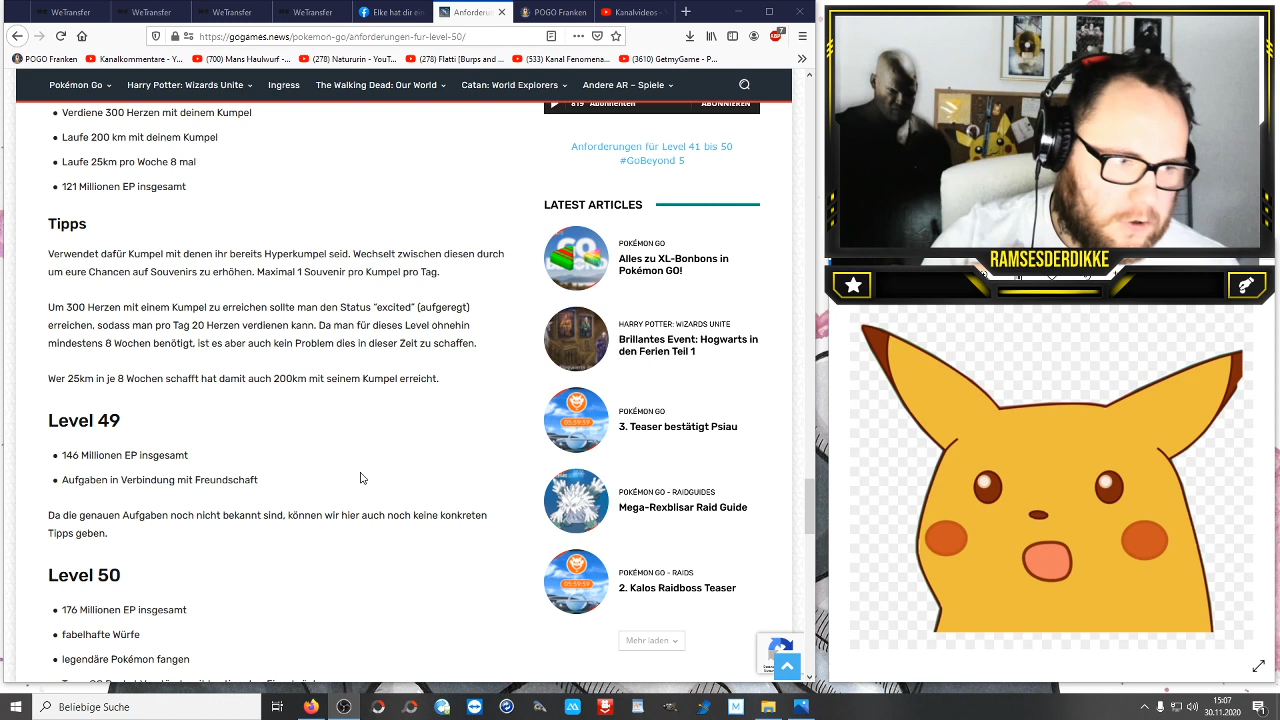 WeTransfer
WeTransfer
WeTransfer
WeTransfer
Elke hat dir ein
Anforderun
POGO Franken
Kanalvideos -
https://gogames.news/pokemon-go/anforderungen-fur-level-50/
POGO Franken
Kanalkommentare - Y...
(700) Mans Haulwurf -...
(278) Natururin - YouT...
(278) Flatti [Burps and ...
(533) Kanal Fenomena...
(3610) GetmyGame - P...
Pokémon Go
Harry Potter: Wizards Unite
Ingress
The Walking Dead: Our World
Catan: World Explorers
Andere AR – Spiele
Verdiene 300 Herzen mit deinem Kumpel
Laufe 200 km mit deinem Kumpel
Laufe 25km pro Woche 8 mal
121 Millionen EP insgesamt
Tipps
Verwendet dafür Kumpel mit denen ihr bereits Hyperkumpel seid. Wechselt zwischen diesen durch
um eure Chancen auf Souvenirs zu erhöhen. Maximal 1 Souvenir pro Kumpel pro Tag.
Um 300 Herzen mit einem Kumpel zu erreichen sollte man den Status “excited” (aufgeregt)
erreichen, sodass man pro Tag 20 Herzen verdienen kann. Da man für dieses Level ohnehin
mindestens 8 Wochen benötigt, ist es aber auch kein Problem dies in dieser Zeit zu schaffen.
Wer 25km in je 8 Wochen schafft hat damit auch 200km mit seinem Kumpel erreicht.
Level 49
146 Millionen EP insgesamt
Aufgaben in Verbindung mit Freundschaft
Da die genauen Aufgaben noch nicht bekannt sind, können wir hier auch noch keine konkreten
Tipps geben.
Level 50
176 Millionen EP insgesamt
fabelhafte Würfe
legendäre Pokémon fangen
819 Abonnenten
ABONNIEREN
Anforderungen für Level 41 bis 50
#GoBeyond 5
LATEST ARTICLES
POKÉMON GO
Alles zu XL-Bonbons in
Pokémon GO!
HARRY POTTER: WIZARDS UNITE
Brillantes Event: Hogwarts in
den Ferien Teil 1
POKÉMON GO
3. Teaser bestätigt Psiau
POKÉMON GO - RAIDGUIDES
Mega-Rexblisar Raid Guide
POKÉMON GO - RAIDS
2. Kalos Raidboss Teaser
Mehr laden
RAMSESDERDIKKE
Beliebige Suche
15:07
30.11.2020